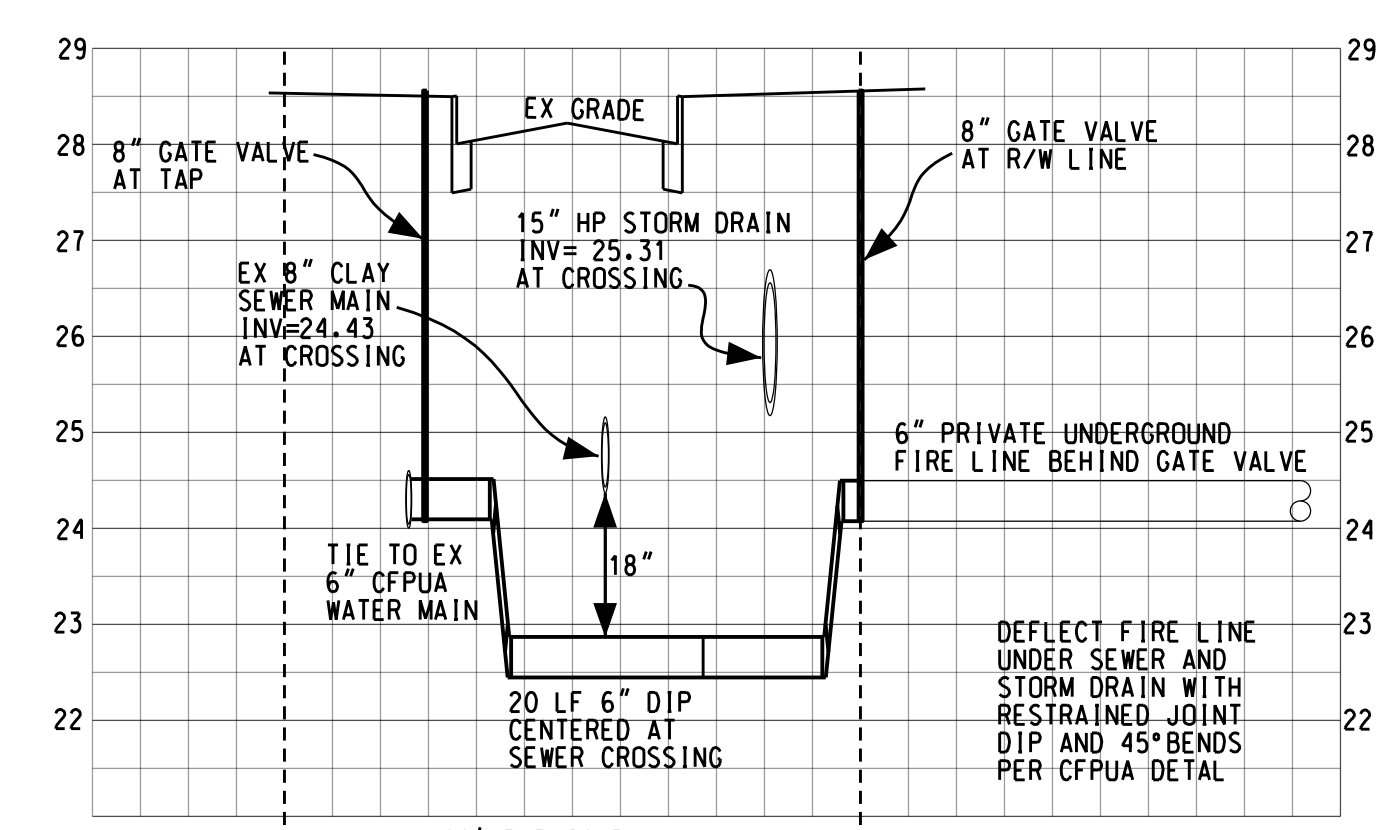 29
29
EX GRADE
28
8" GATE VALVE
AT TAP
8" GATE VALVE
AT R/W LINE
28
27
15" HP STORM DRAIN
INV= 25.31
AT CROSSING
27
EX 8" CLAY
SEWER MAIN
INV=24.43
AT CROSSING
26
26
25
6" PRIVATE UNDERGROUND
FIRE LINE BEHIND GATE VALVE
25
24
24
TIE TO EX
6" CFPUA
WATER MAIN
18"
23
23
DEFLECT FIRE LINE
UNDER SEWER AND
STORM DRAIN WITH
RESTRAINED JOINT
DIP AND 45° BENDS
PER CFPUA DETAL
20 LF 6" DIP
CENTERED AT
SEWER CROSSING
22
22